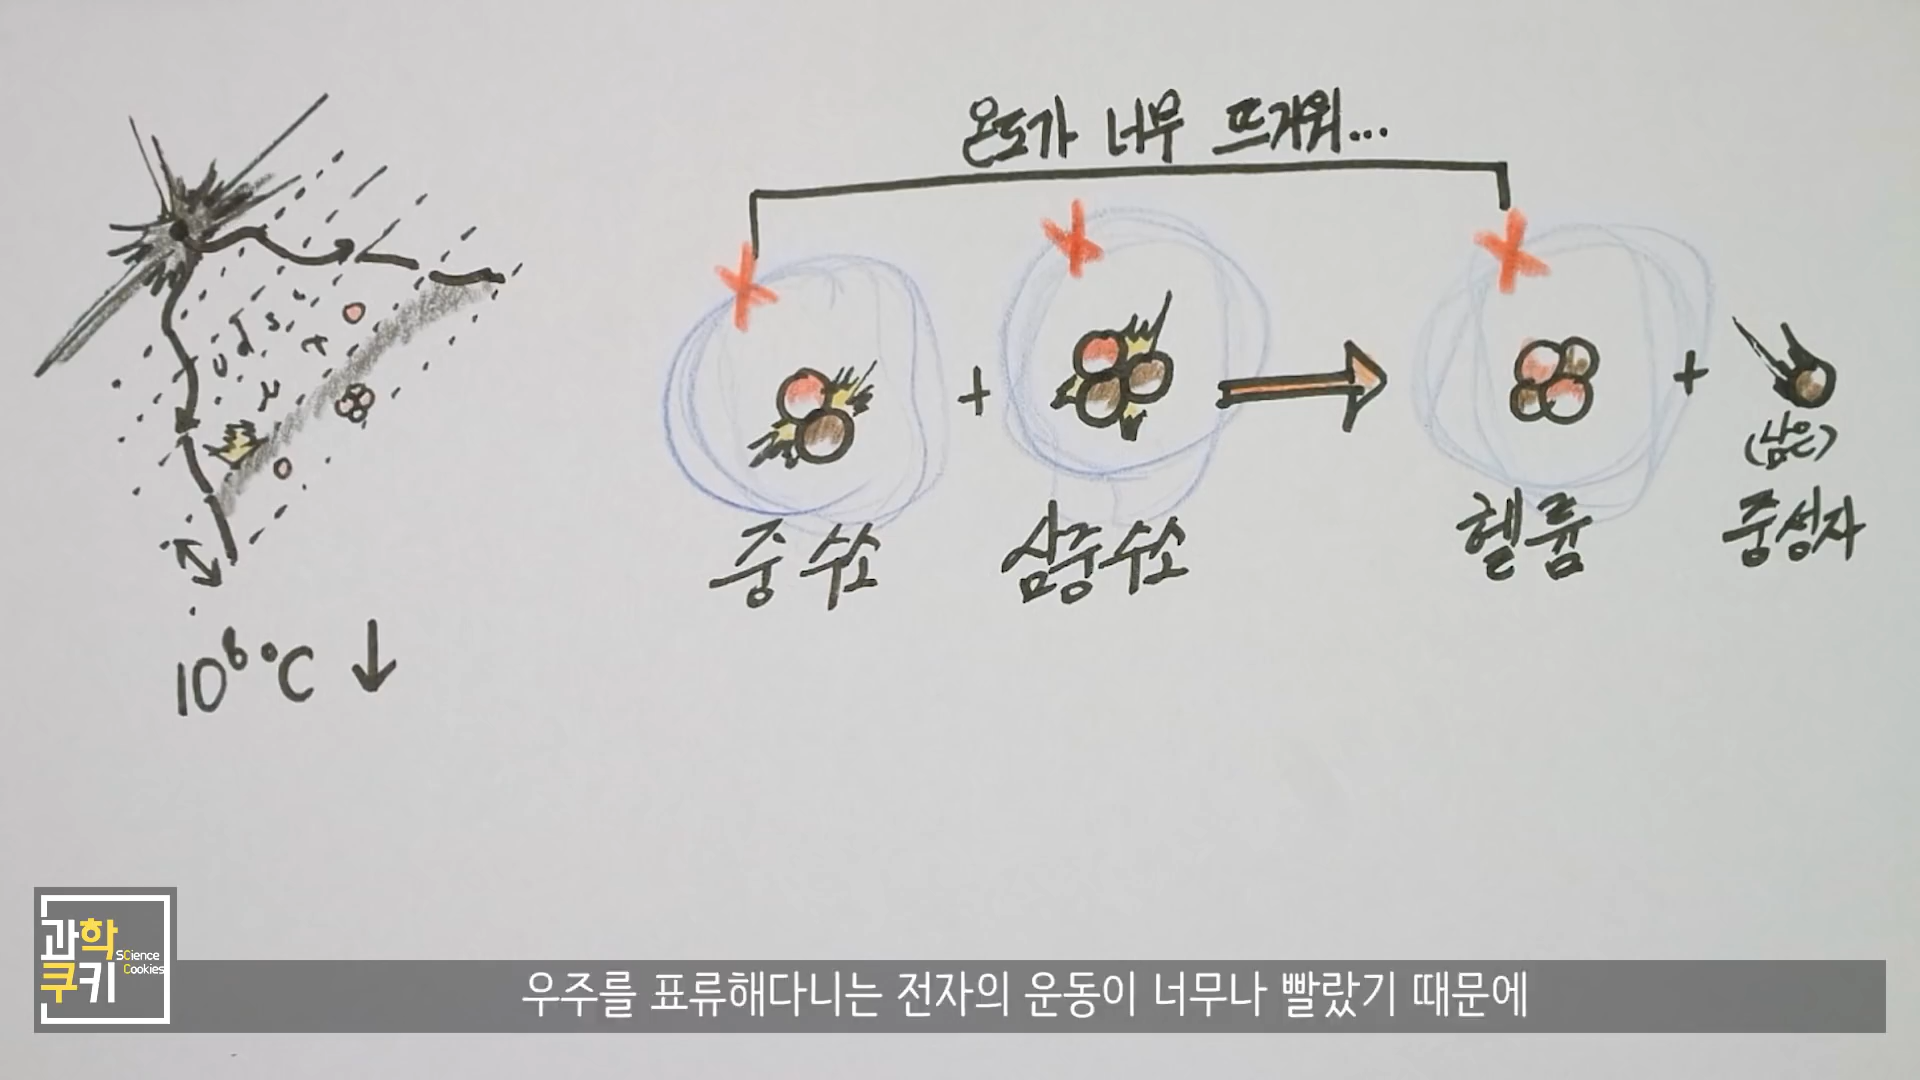 온도가 너무 뜨거워...
u d s
+
+
+
중수소
삼중수소
헬륨
(남은)
중성자
10⁶ °C ↓
과학
쿠키
Science
Cookies
우주를 표류해다니는 전자의 운동이 너무나 빨랐기 때문에